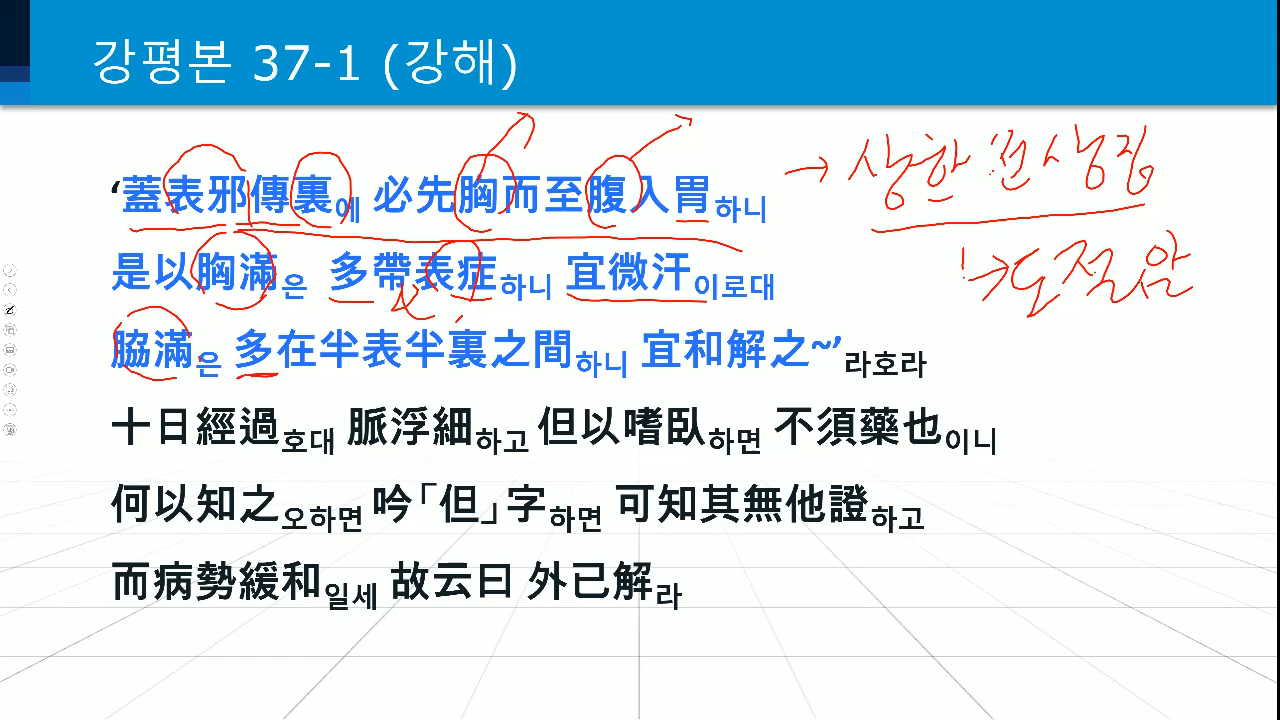 강평본 37-1 (강해)
‘蓋表邪傳裏에 必先胸而至腹入胃하니
→ 상한전생집
是以胸滿은 多帶表症하니 宜微汗이로대
→ 도절암
脇滿은 多在半表半裏之間하니 宜和解之~’라호라
十日經過호대 脈浮細하고 但以嗜臥하면 不須藥也이니
何以知之오하면 吟「但」字하면 可知其無他證하고
而病勢緩和일세 故云曰 外已解라